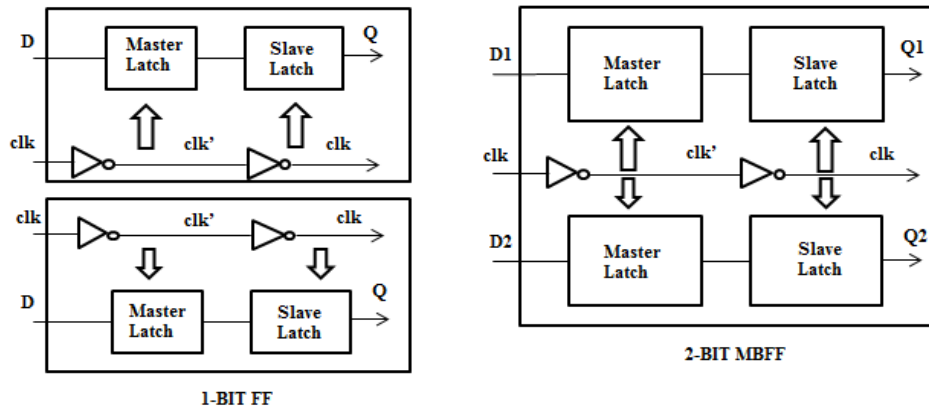 D
Master
Latch
Slave
Latch
Q
clk
clk'
clk
clk
clk'
clk
D
Master
Latch
Slave
Latch
Q
1-BIT FF
D1
Master
Latch
Slave
Latch
Q1
clk
clk'
clk
D2
Master
Latch
Slave
Latch
Q2
2-BIT MBFF